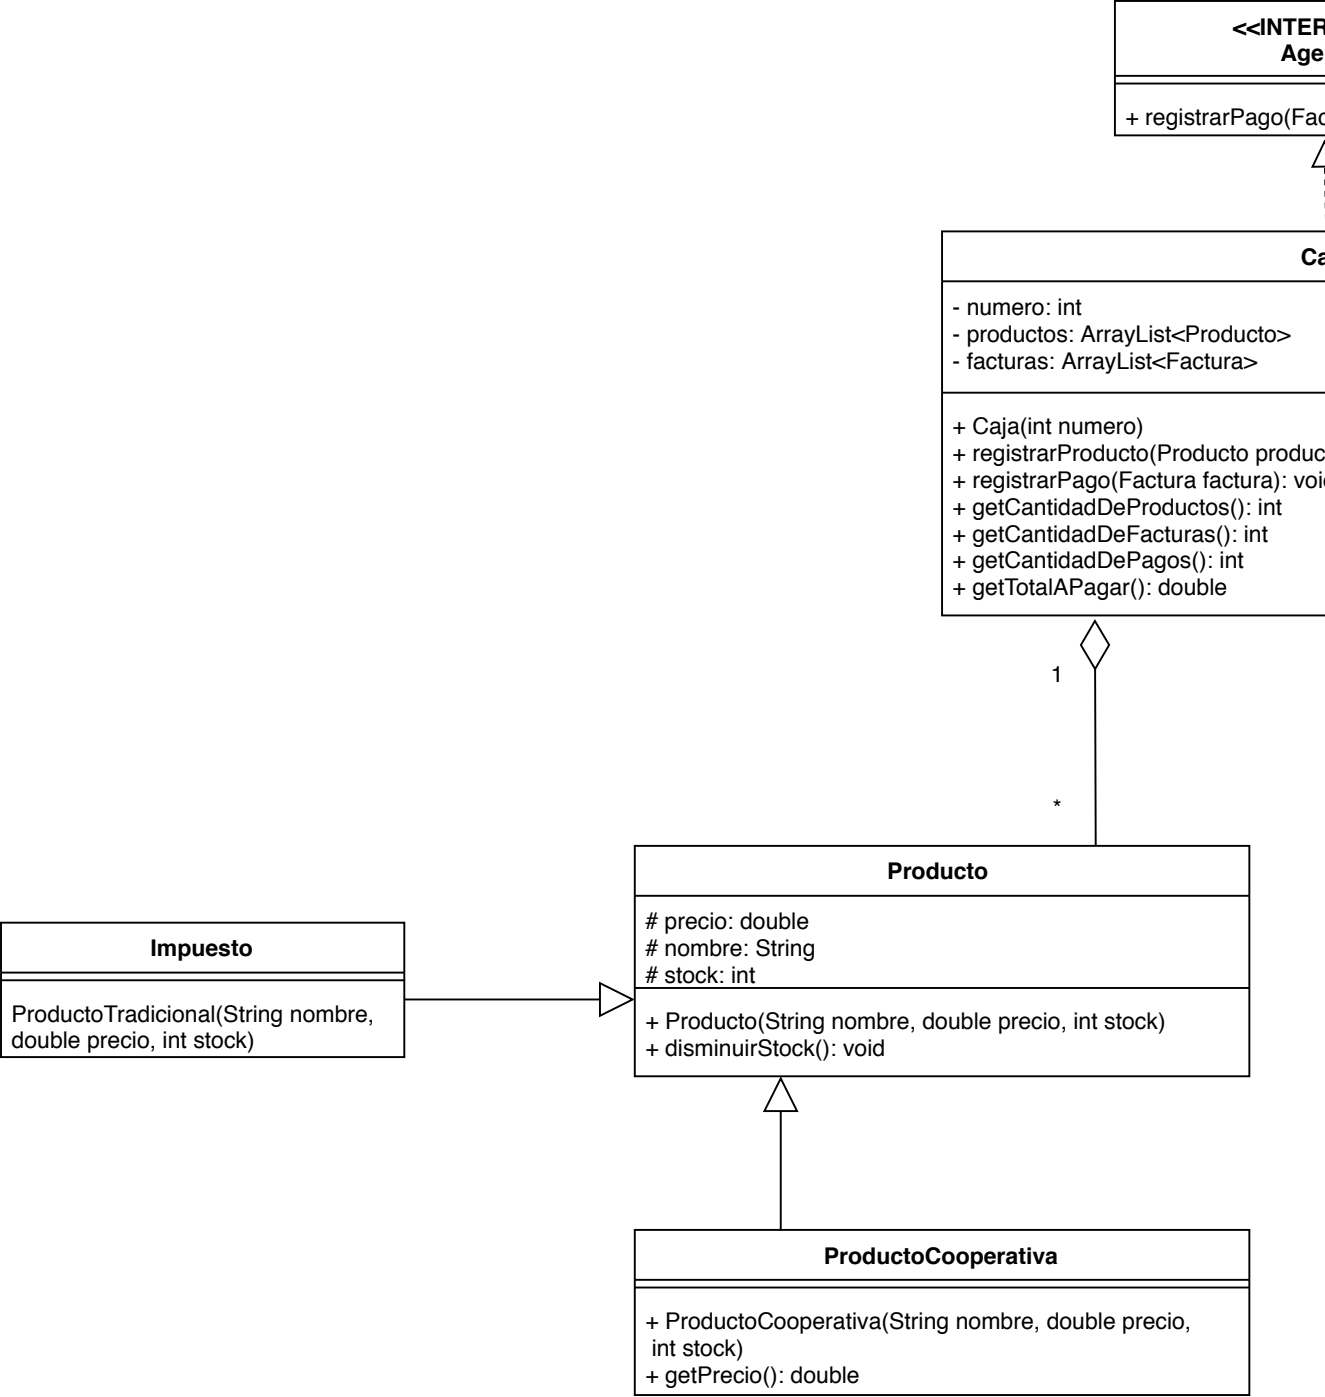 <<INTER
Age
+ registrarPago(Fac
Ca
- numero: int
- productos: ArrayList<Producto>
- facturas: ArrayList<Factura>
+ Caja(int numero)
+ registrarProducto(Producto produc
+ registrarPago(Factura factura): voi
+ getCantidadDeProductos(): int
+ getCantidadDeFacturas(): int
+ getCantidadDePagos(): int
+ getTotalAPagar(): double
1
*
Producto
# precio: double
# nombre: String
# stock: int
+ Producto(String nombre, double precio, int stock)
+ disminuirStock(): void
Impuesto
ProductoTradicional(String nombre,
double precio, int stock)
ProductoCooperativa
+ ProductoCooperativa(String nombre, double precio,
int stock)
+ getPrecio(): double